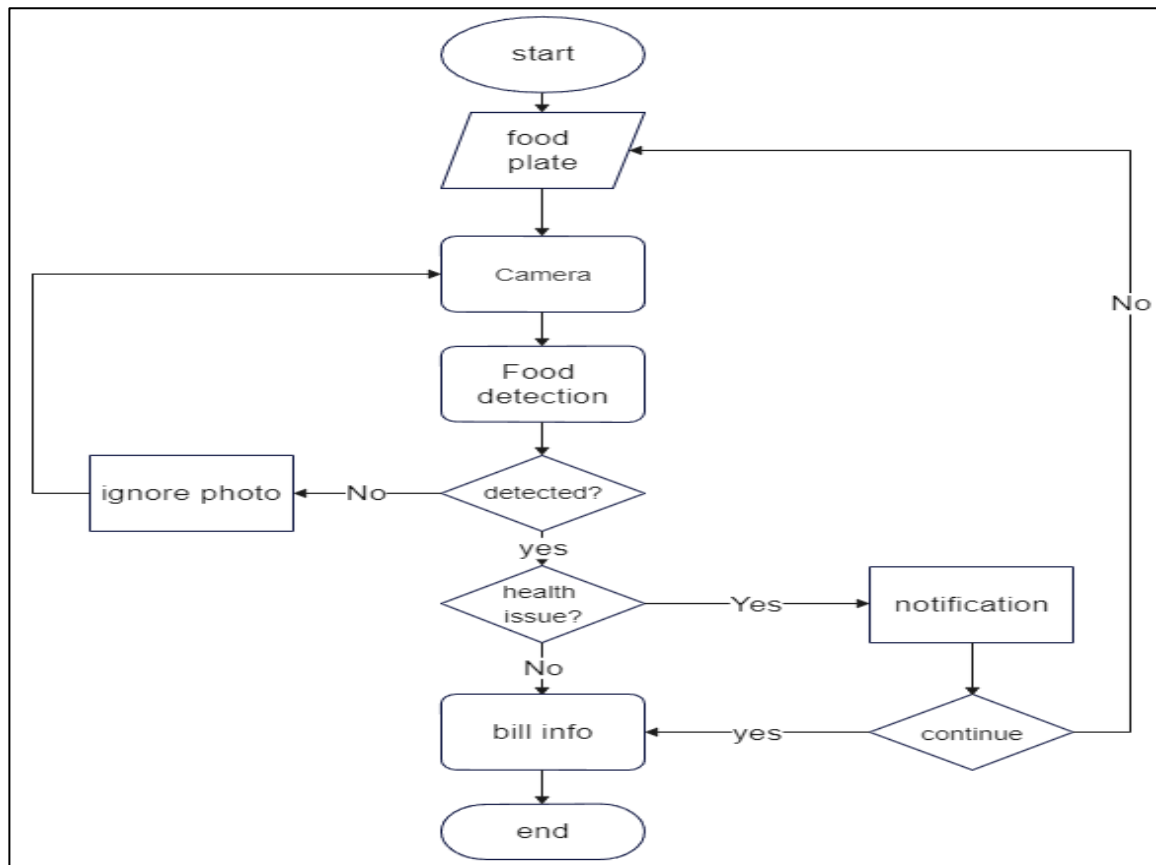 start
food
plate
Camera
No
Food
detection
ignore photo
No
detected?
yes
health
issue?
Yes
notification
No
bill info
yes
continue
end